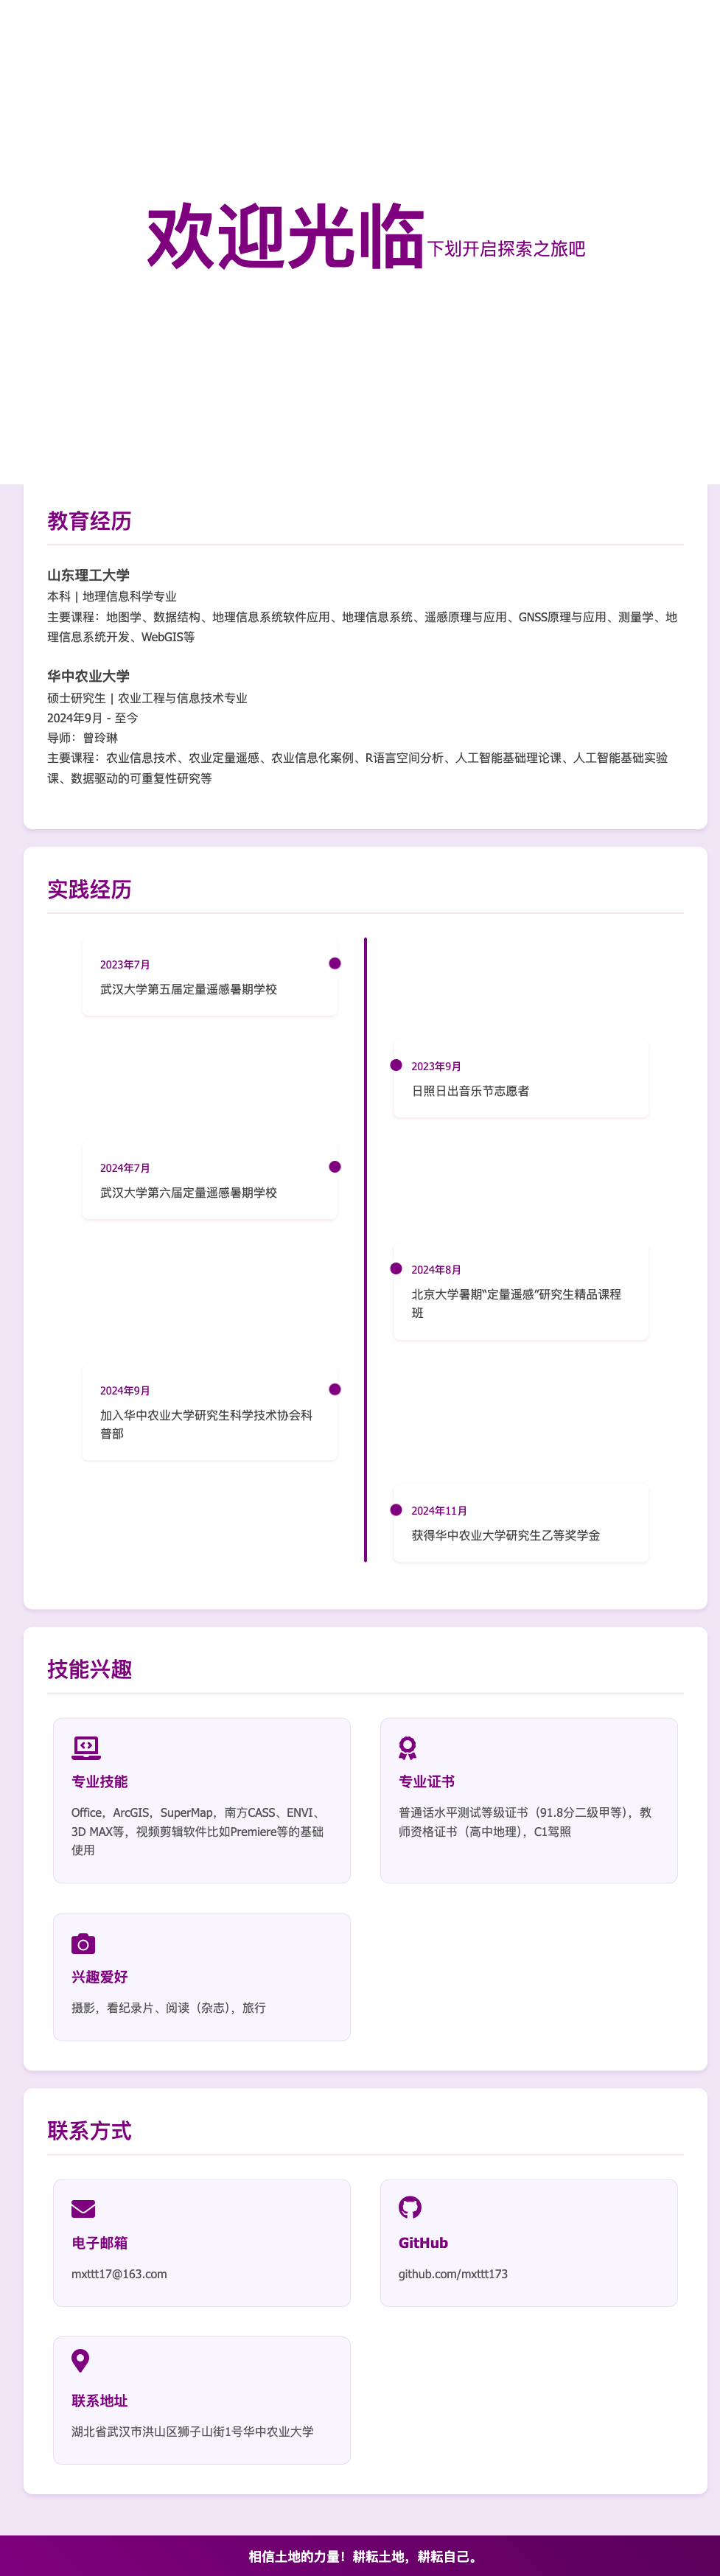 欢迎光临
下划开启探索之旅吧
教育经历
山东理工大学
本科 | 地理信息科学专业
主要课程：地图学、数据结构、地理信息系统软件应用、地理信息系统、遥感原理与应用、GNSS原理与应用、测量学、地
理信息系统开发、WebGIS等
华中农业大学
硕士研究生 | 农业工程与信息技术专业
2024年9月 - 至今
导师：曾玲琳
主要课程：农业信息技术、农业定量遥感、农业信息化案例、R语言空间分析、人工智能基础理论课、人工智能基础实验
课、数据驱动的可重复性研究等
实践经历
2023年7月
武汉大学第五届定量遥感暑期学校
2023年9月
日照日出音乐节志愿者
2024年7月
武汉大学第六届定量遥感暑期学校
2024年8月
北京大学暑期“定量遥感”研究生精品课程
班
2024年9月
加入华中农业大学研究生科学技术协会科
普部
2024年11月
获得华中农业大学研究生乙等奖学金
技能兴趣
专业技能
Office，ArcGIS，SuperMap，南方CASS、ENVI、
3D MAX等，视频剪辑软件比如Premiere等的基础
使用
专业证书
普通话水平测试等级证书（91.8分二级甲等），教
师资格证书（高中地理），C1驾照
兴趣爱好
摄影，看纪录片、阅读（杂志），旅行
联系方式
电子邮箱
mxttt17@163.com
GitHub
github.com/mxttt173
联系地址
湖北省武汉市洪山区狮子山街1号华中农业大学
相信土地的力量！耕耘土地，耕耘自己。